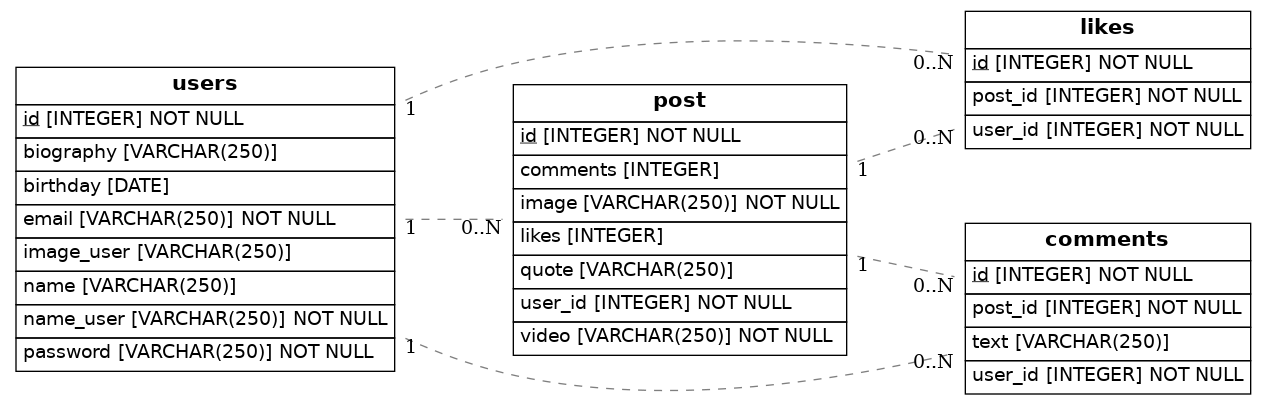 users
id [INTEGER] NOT NULL
biography [VARCHAR(250)]
birthday [DATE]
email [VARCHAR(250)] NOT NULL
image_user [VARCHAR(250)]
name [VARCHAR(250)]
name_user [VARCHAR(250)] NOT NULL
password [VARCHAR(250)] NOT NULL
1
1
1
0..N
post
id [INTEGER] NOT NULL
comments [INTEGER]
image [VARCHAR(250)] NOT NULL
likes [INTEGER]
quote [VARCHAR(250)]
user_id [INTEGER] NOT NULL
video [VARCHAR(250)] NOT NULL
1
1
0..N
0..N
0..N
0..N
likes
id [INTEGER] NOT NULL
post_id [INTEGER] NOT NULL
user_id [INTEGER] NOT NULL
comments
id [INTEGER] NOT NULL
post_id [INTEGER] NOT NULL
text [VARCHAR(250)]
user_id [INTEGER] NOT NULL